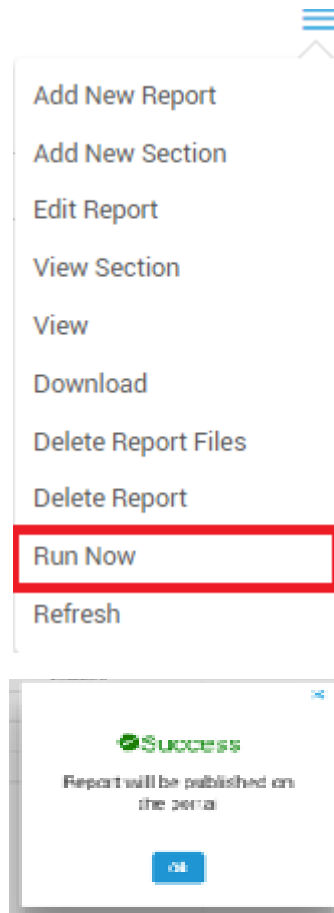 Add New Report
Add New Section
Edit Report
View Section
View
Download
Delete Report Files
Delete Report
Run Now
Refresh
Success
Report will be published on
the portal
OK